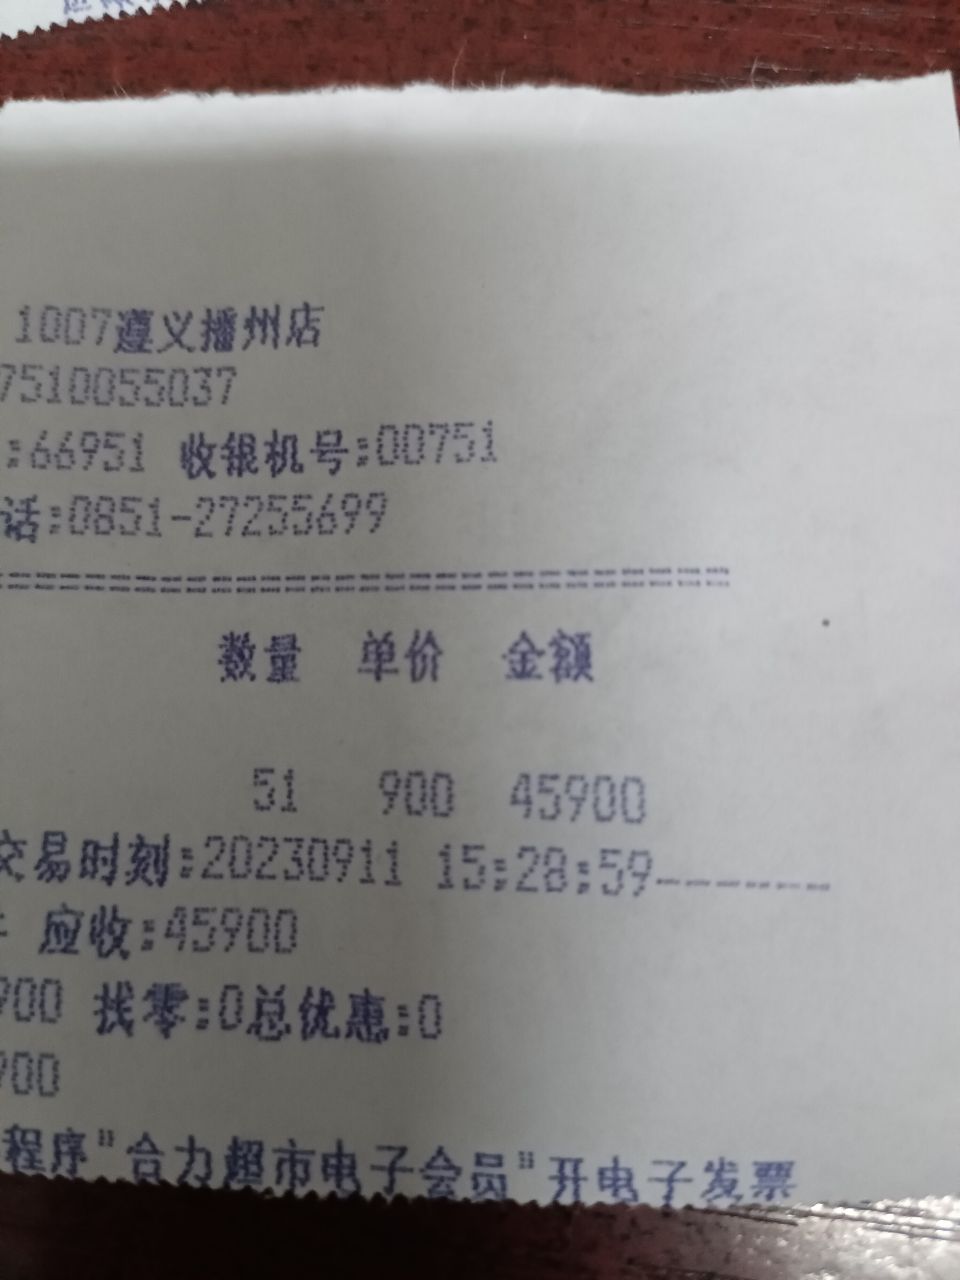 1007遵义播州店
7510055037
:66951 收银机号:00751
话:0851-27255699
数量 单价 金额
51 900 45900
交易时刻:20230911 15:28:59--------
应收:45900
900 找零:0总优惠:0
900
程序"合力超市电子会员"开电子发票